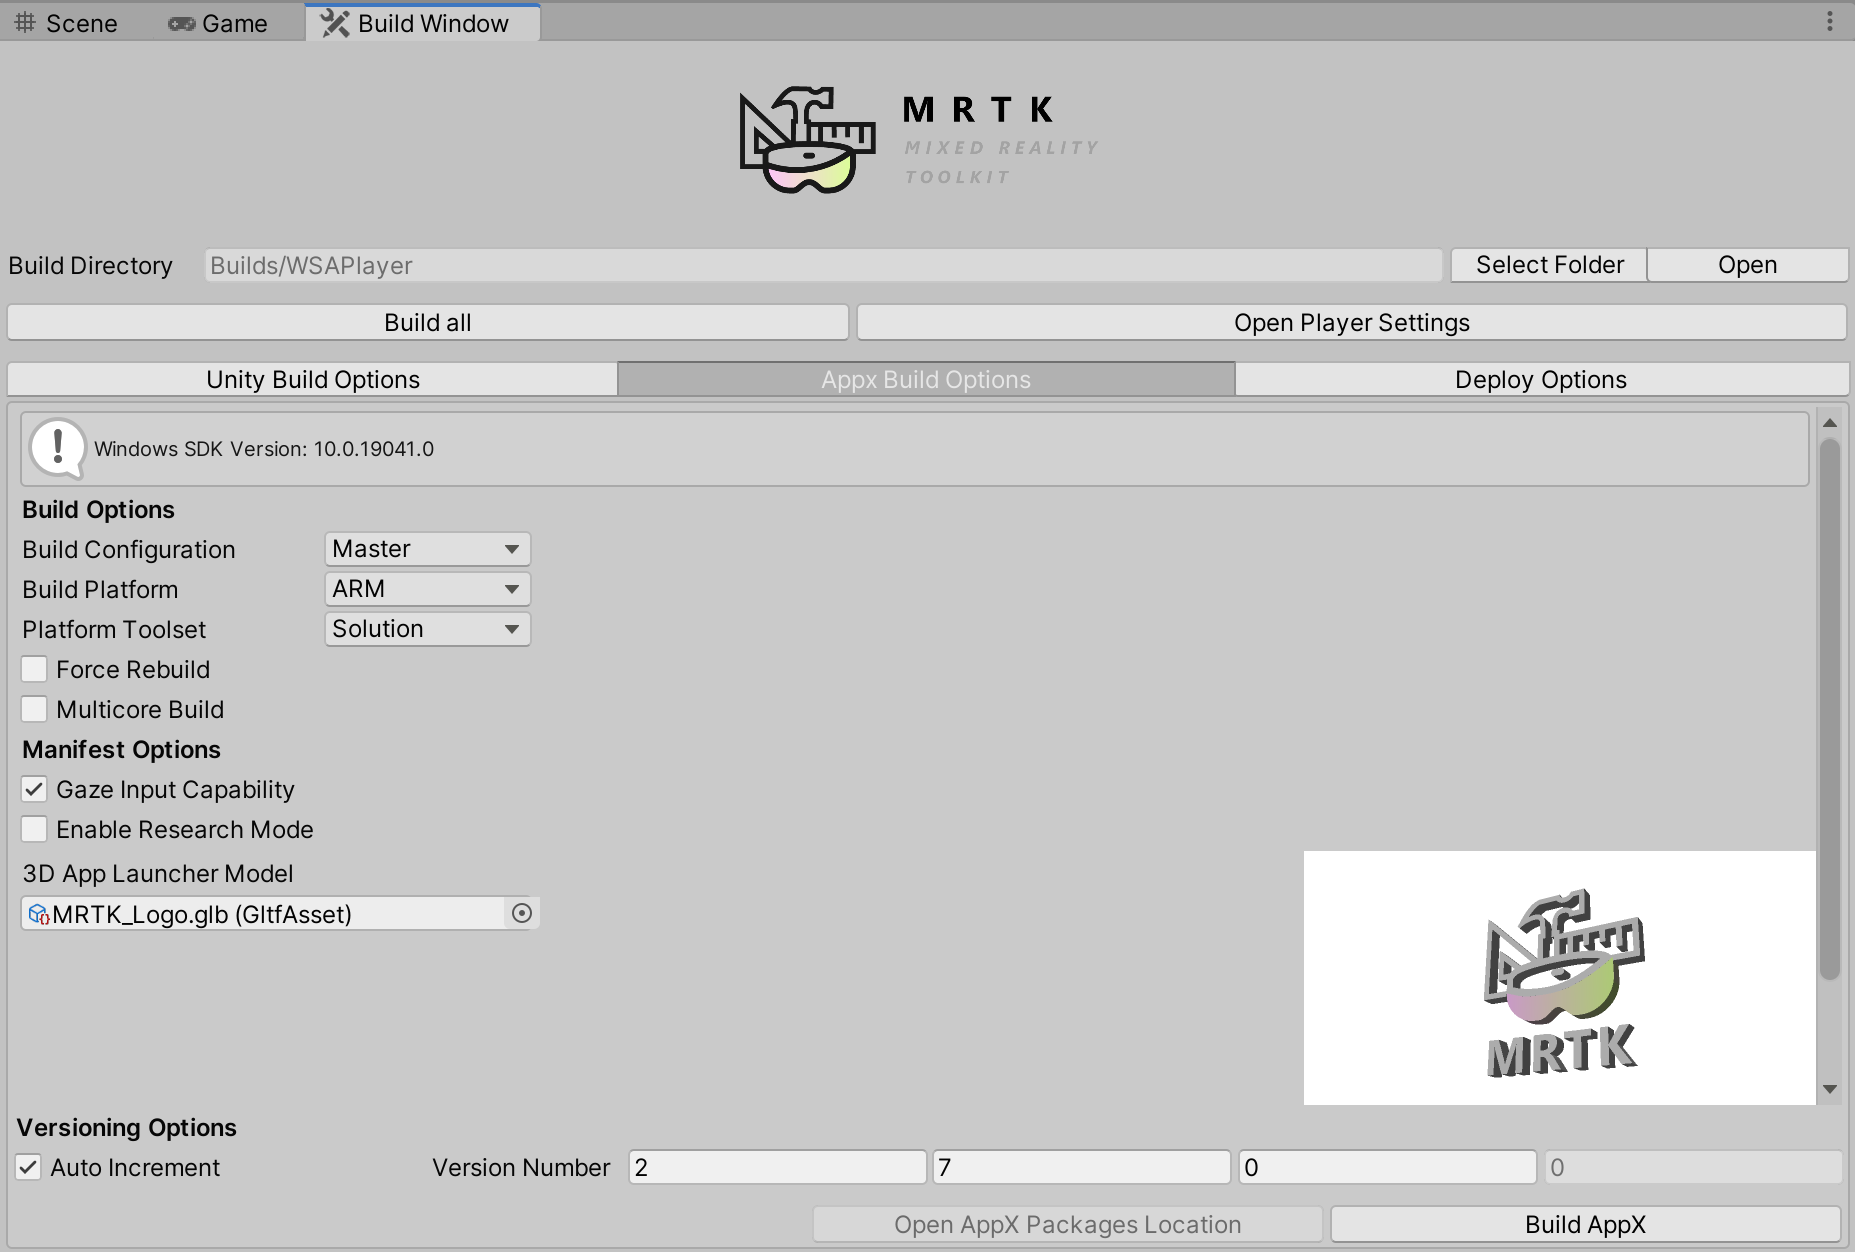 Scene Game Build Window
MRTK
MIXED REALITY
TOOLKIT
Build Directory Builds/WSAPlayer Select Folder Open
Build all Open Player Settings
Unity Build Options Appx Build Options Deploy Options
Windows SDK Version: 10.0.19041.0
Build Options
Build Configuration Master
Build Platform ARM
Platform Toolset Solution
Force Rebuild
Multicore Build
Manifest Options
Gaze Input Capability
Enable Research Mode
3D App Launcher Model
MRTK_Logo.glb (GltfAsset)
MRTK
Versioning Options
Auto Increment Version Number 2 7 0 0
Open AppX Packages Location Build AppX